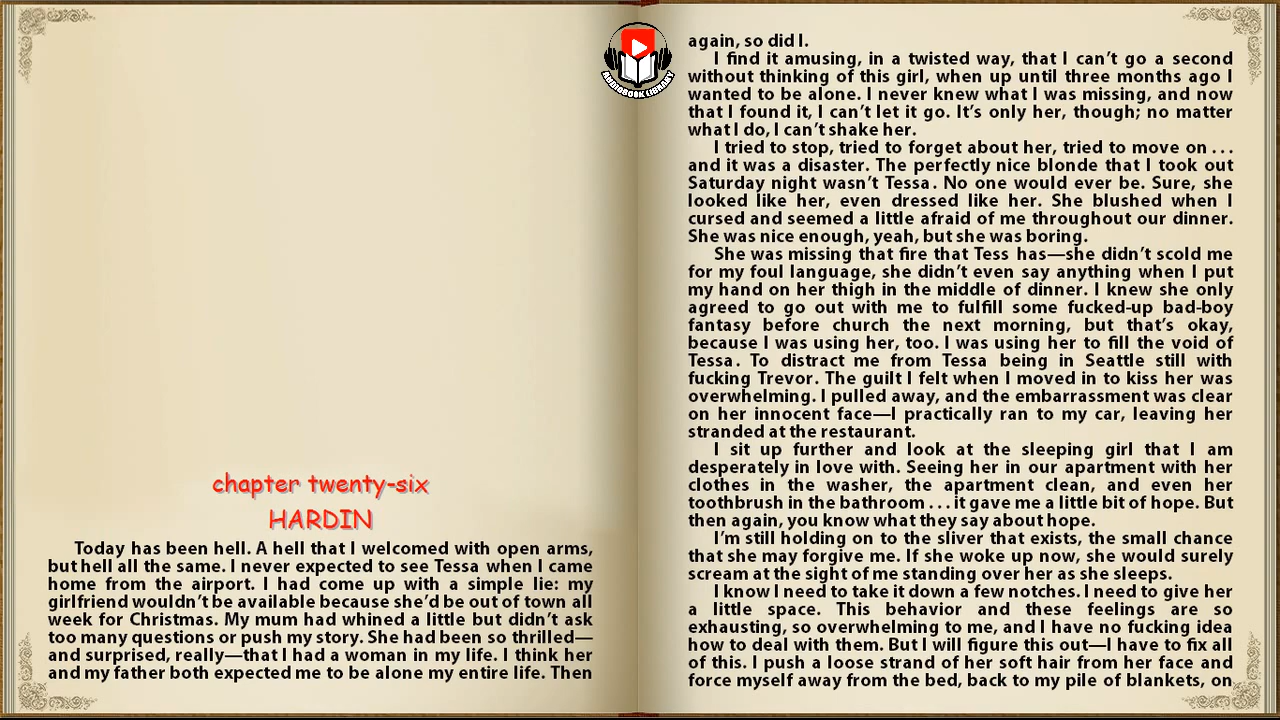 chapter twenty-six
HARDIN
Today has been hell. A hell that I welcomed with open arms,
but hell all the same. I never expected to see Tessa when I came
home from the airport. I had come up with a simple lie: my
girlfriend wouldn't be available because she'd be out of town all
week for Christmas. My mum had whined a little but didn't ask
too many questions or push my story. She had been so thrilled—
and surprised, really—that I had a woman in my life. I think her
and my father both expected me to be alone my entire life. Then
AUDIOBOOK LIBRARY
again, so did I.
I find it amusing, in a twisted way, that I can't go a second
without thinking of this girl, when up until three months ago I
wanted to be alone. I never knew what I was missing, and now
that I found it, I can't let it go. It's only her, though; no matter
what I do, I can't shake her.
I tried to stop, tried to forget about her, tried to move on . . .
and it was a disaster. The perfectly nice blonde that I took out
Saturday night wasn't Tessa. No one would ever be. Sure, she
looked like her, even dressed like her. She blushed when I
cursed and seemed a little afraid of me throughout our dinner.
She was nice enough, yeah, but she was boring.
She was missing that fire that Tess has—she didn't scold me
for my foul language, she didn't even say anything when I put
my hand on her thigh in the middle of dinner. I knew she only
agreed to go out with me to fulfill some fucked-up bad-boy
fantasy before church the next morning, but that's okay,
because I was using her, too. I was using her to fill the void of
Tessa. To distract me from Tessa being in Seattle still with
fucking Trevor. The guilt I felt when I moved in to kiss her was
overwhelming. I pulled away, and the embarrassment was clear
on her innocent face—I practically ran to my car, leaving her
stranded at the restaurant.
I sit up further and look at the sleeping girl that I am
desperately in love with. Seeing her in our apartment with her
clothes in the washer, the apartment clean, and even her
toothbrush in the bathroom . . . it gave me a little bit of hope. But
then again, you know what they say about hope.
I'm still holding on to the sliver that exists, the small chance
that she may forgive me. If she woke up now, she would surely
scream at the sight of me standing over her as she sleeps.
I know I need to take it down a few notches. I need to give her
a little space. This behavior and these feelings are so
exhausting, so overwhelming to me, and I have no fucking idea
how to deal with them. But I will figure this out—I have to fix all
of this. I push a loose strand of her soft hair from her face and
force myself away from the bed, back to my pile of blankets, on